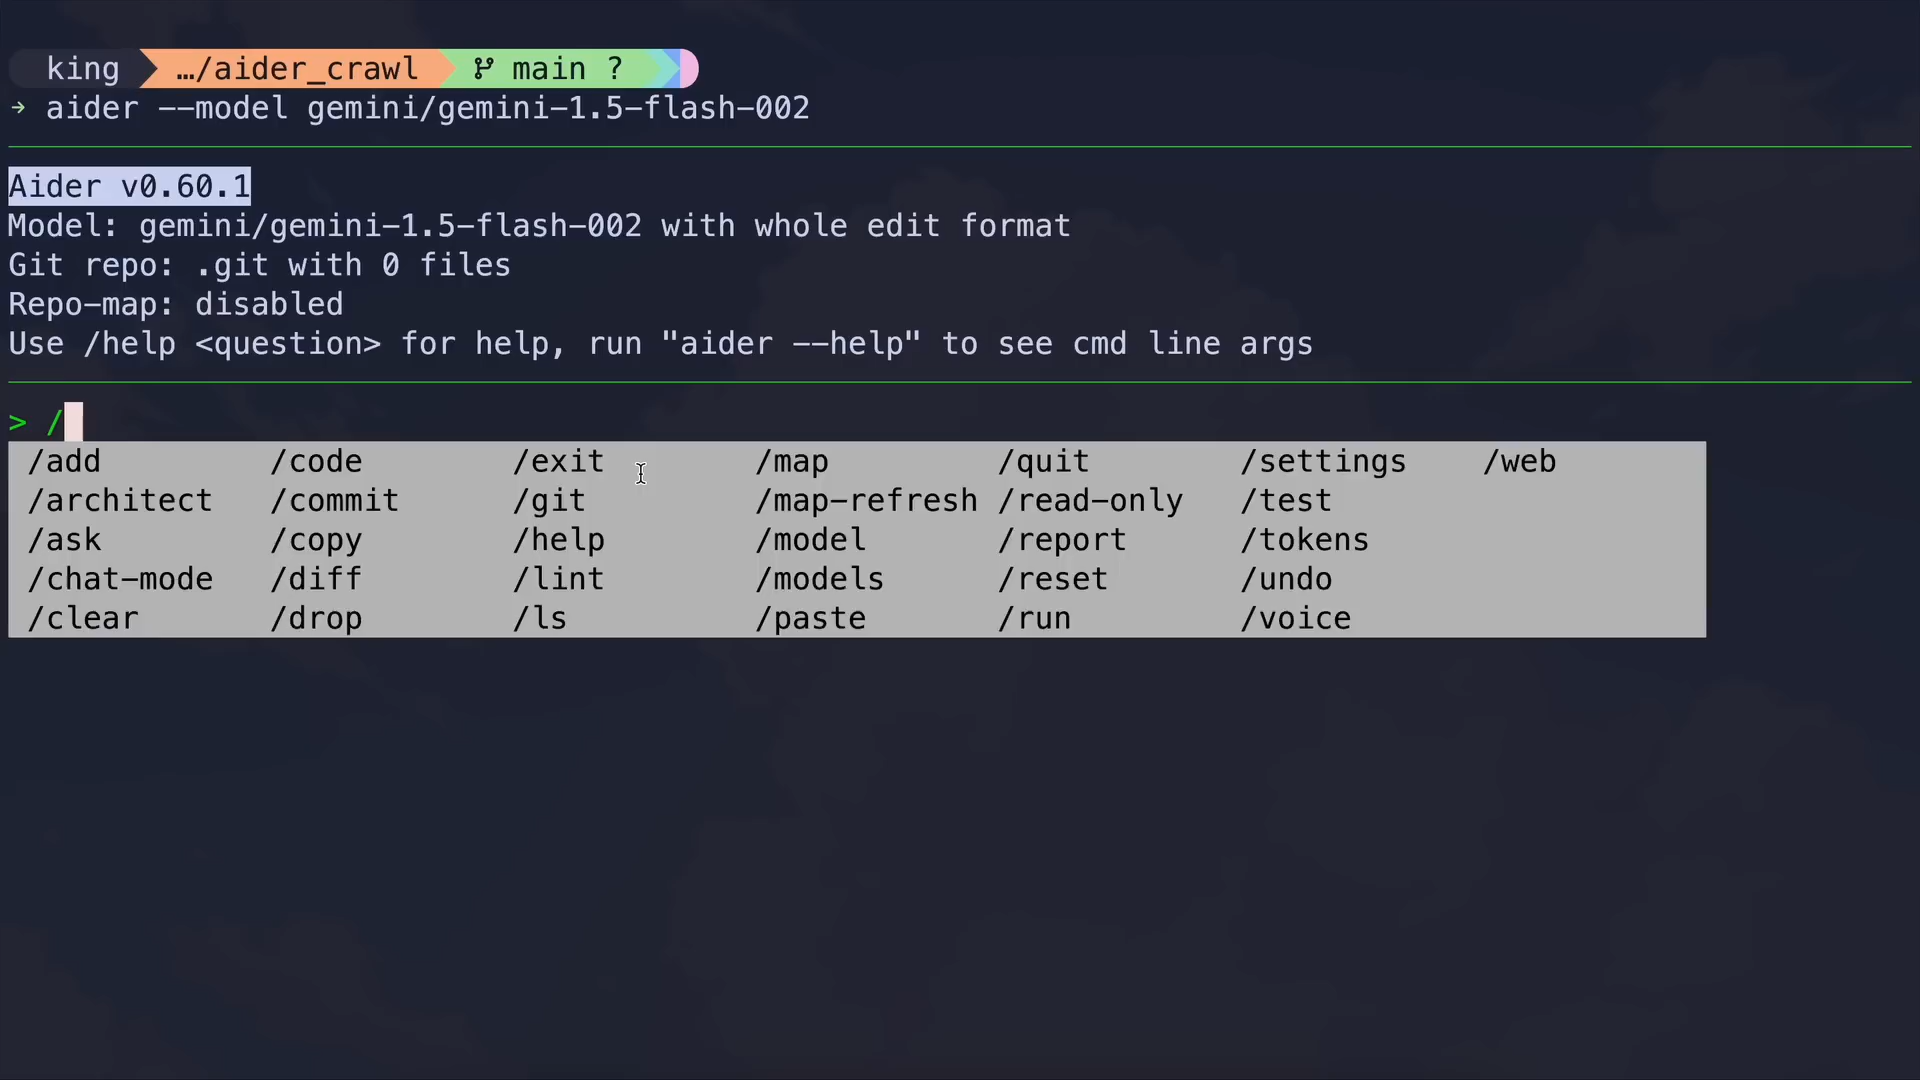 king …/aider_crawl main ?
→ aider --model gemini/gemini-1.5-flash-002
Aider v0.60.1
Model: gemini/gemini-1.5-flash-002 with whole edit format
Git repo: .git with 0 files
Repo-map: disabled
Use /help <question> for help, run "aider --help" to see cmd line args
> /
/add /code /exit /map /quit /settings /web
/architect /commit /git /map-refresh /read-only /test
/ask /copy /help /model /report /tokens
/chat-mode /diff /lint /models /reset /undo
/clear /drop /ls /paste /run /voice